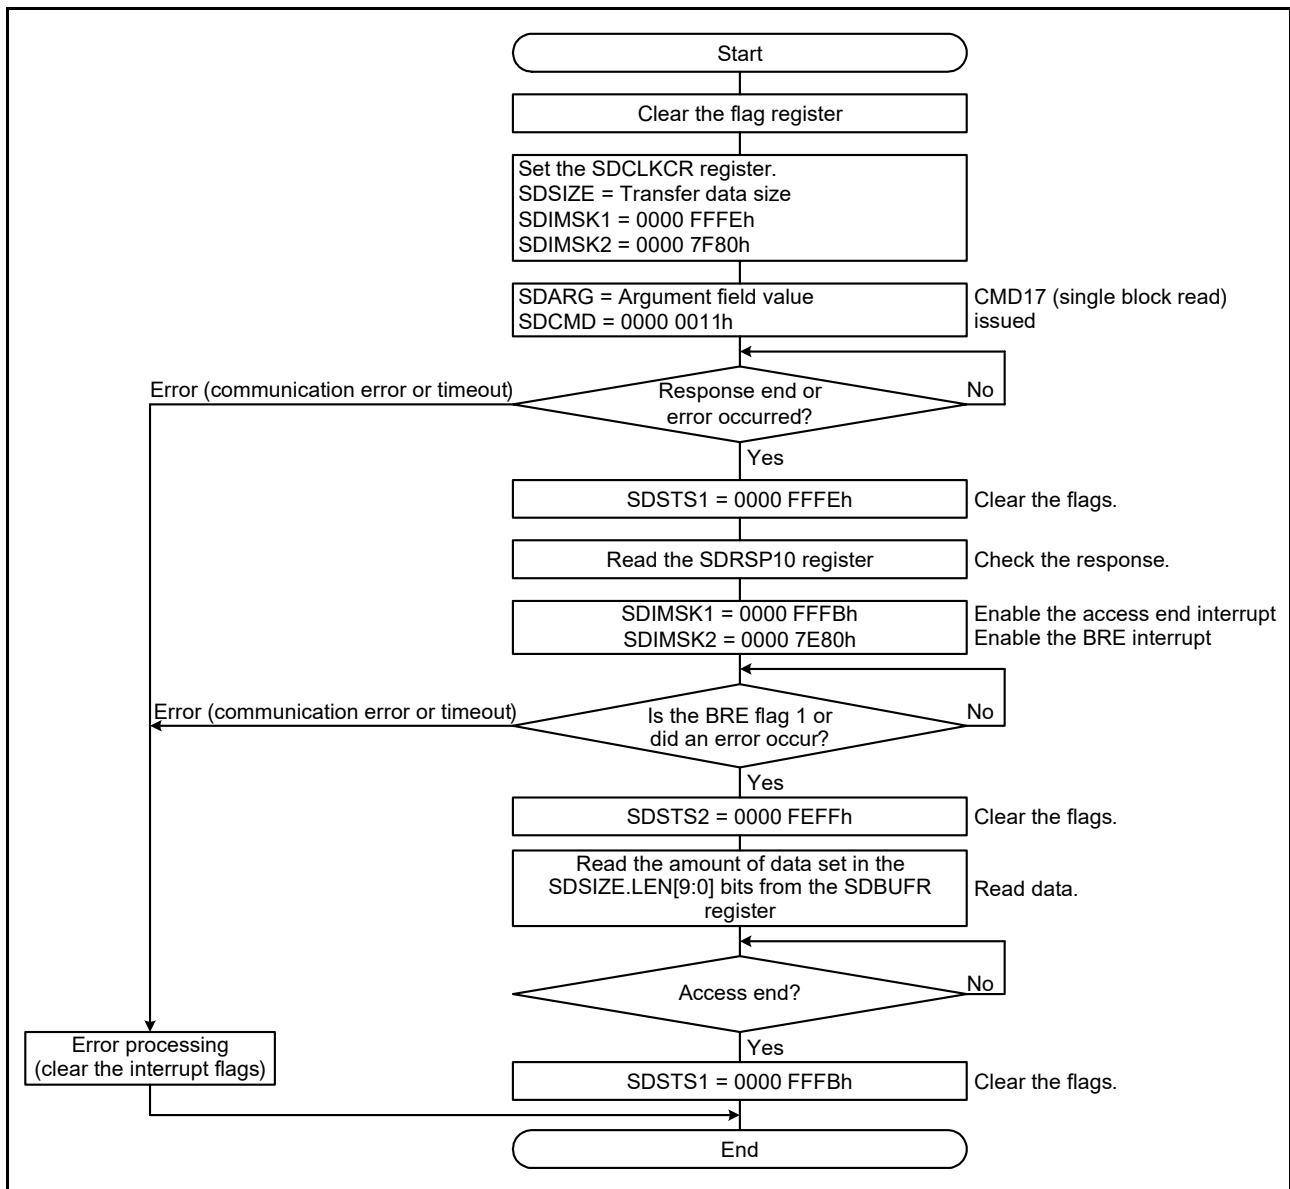 Start
Clear the flag register
Set the SDCLKCR register.
SDSIZE = Transfer data size
SDIMSK1 = 0000 FFFEh
SDIMSK2 = 0000 7F80h
SDARG = Argument field value
SDCMD = 0000 0011h
CMD17 (single block read)
issued
Error (communication error or timeout)
Response end or
error occurred?
No
Yes
SDSTS1 = 0000 FFFEh
Clear the flags.
Read the SDRSP10 register
Check the response.
SDIMSK1 = 0000 FFFBh
SDIMSK2 = 0000 7E80h
Enable the access end interrupt
Enable the BRE interrupt
Error (communication error or timeout)
Is the BRE flag 1 or
did an error occur?
No
Yes
SDSTS2 = 0000 FEFFh
Clear the flags.
Read the amount of data set in the
SDSIZE.LEN[9:0] bits from the SDBUFR
register
Read data.
Access end?
No
Yes
Error processing
(clear the interrupt flags)
SDSTS1 = 0000 FFFBh
Clear the flags.
End